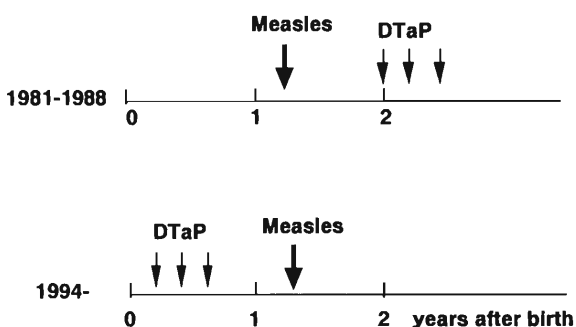 Measles
DTaP
1981-1988
0 1 2
DTaP
Measles
1994-
0 1 2 years after birth